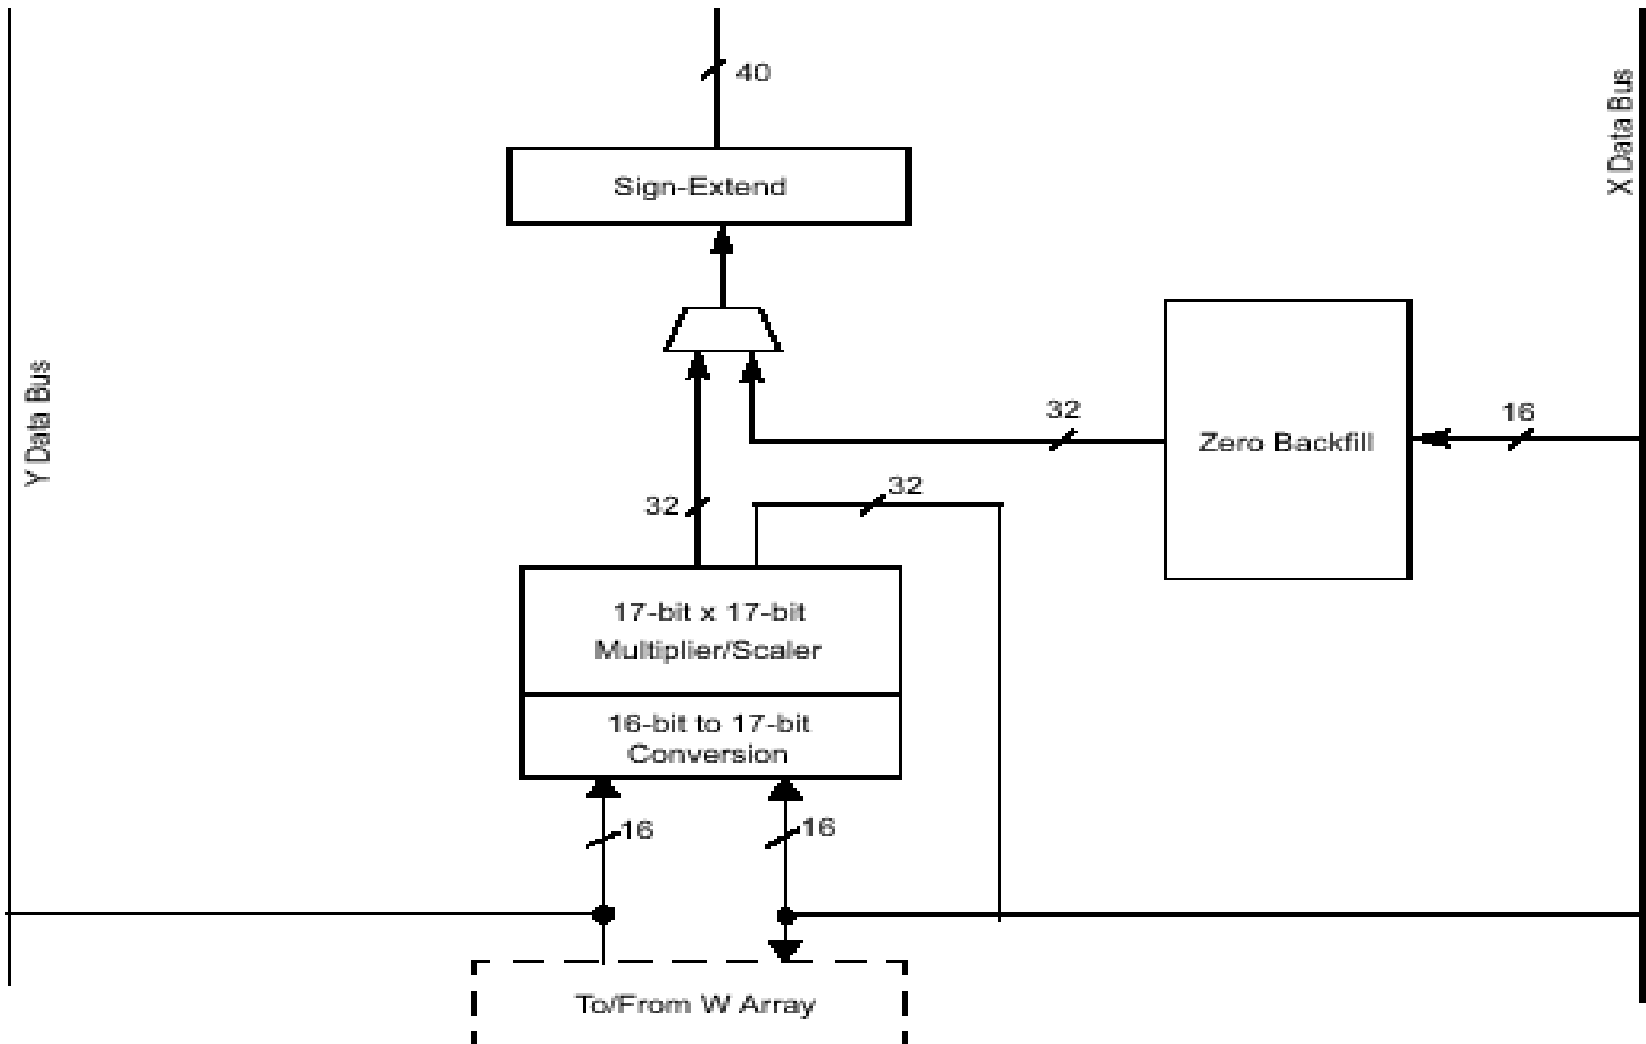 40
Sign-Extend
X Data Bus
Y Data Bus
32
16
Zero Backfill
32
32
17-bit x 17-bit
Multiplier/Scaler
16-bit to 17-bit
Conversion
16
16
To/From W Array